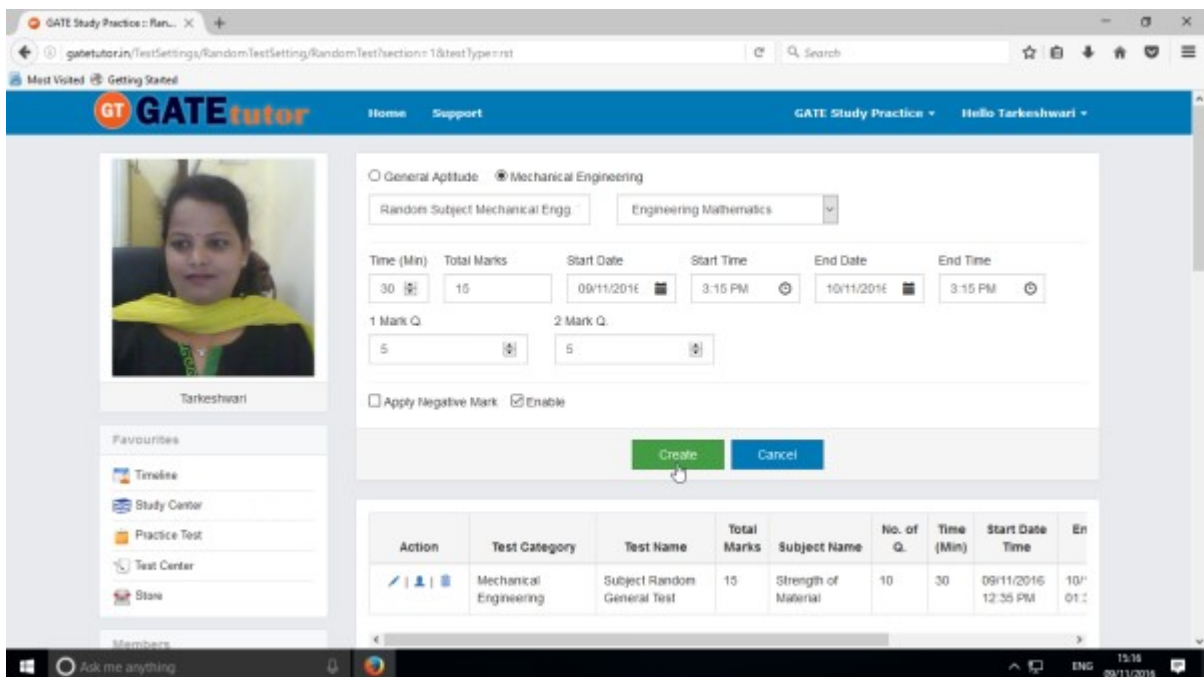 GATE Study Practice :: Ran...
gatetutor.in/TestSettings/RandomTestSetting/RandomTest?section=1&testType=rst
Search
Most Visited Getting Started
GT GATEtutor Home Support GATE Study Practice Hello Tarkeshwari
General Aptitude Mechanical Engineering
Random Subject Mechanical Engg Engineering Mathematics
Time (Min) Total Marks Start Date Start Time End Date End Time
30 15 09/11/2016 3:15 PM 10/11/2016 3:15 PM
1 Mark Q. 2 Mark Q.
5 5
Apply Negative Mark Enable
Create Cancel
Tarkeshwari
Favourites
Timeline
Study Center
Practice Test
Test Center
Store
Members
Action Test Category Test Name Total Marks Subject Name No. of Q. Time (Min) Start Date Time En
Mechanical Engineering Subject Random General Test 15 Strength of Material 10 30 09/11/2016 12:35 PM
Ask me anything ENG 15:16
09/11/2016